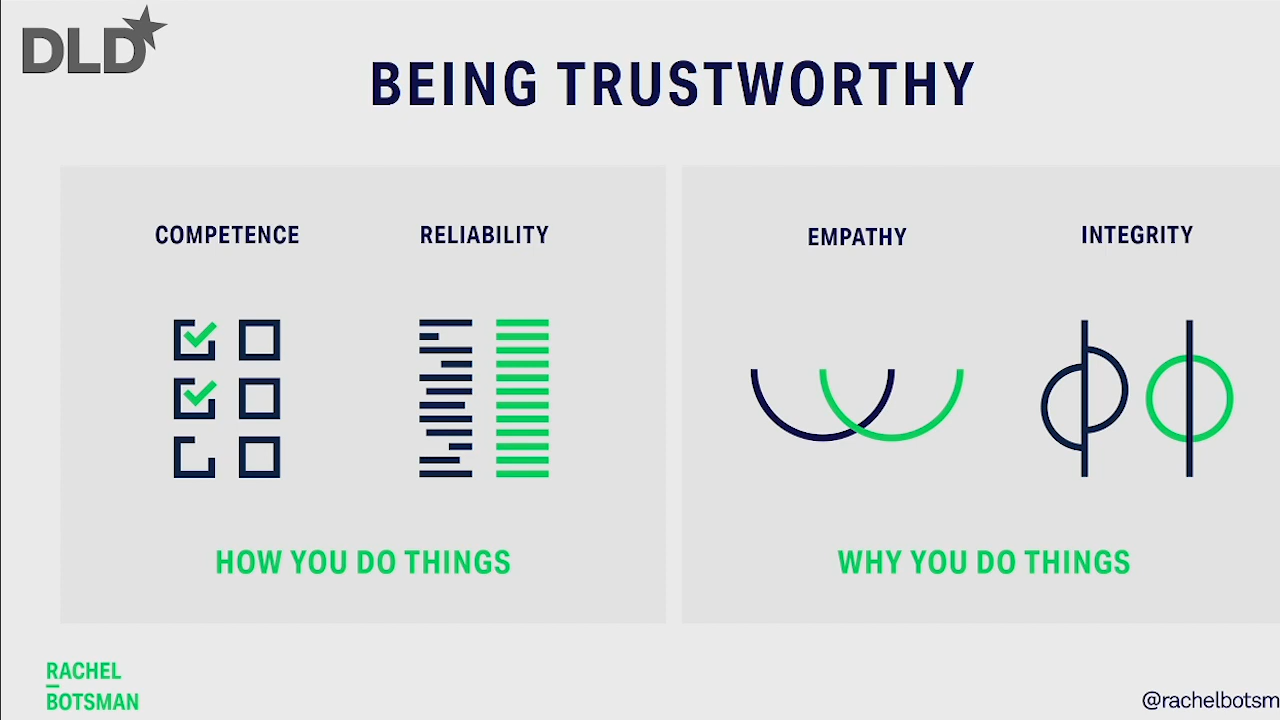 DLD
BEING TRUSTWORTHY
COMPETENCE
RELIABILITY
EMPATHY
INTEGRITY
HOW YOU DO THINGS
WHY YOU DO THINGS
RACHEL
BOTSMAN
@rachelbotsm